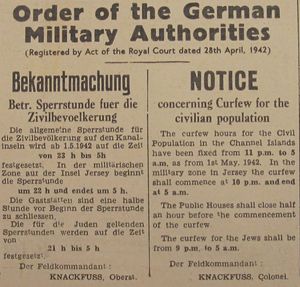 Order of the German
Military Authorities
(Registered by Act of the Royal Court dated 28th April, 1942)
Bekanntmachung
Betr. Sperrstunde fuer die
Zivilbevoelkerung
Die allgemeine Sperrstunde
fuer die Zivilbevölkerung auf den Kanal-
inseln wird ab 1.5.1942 auf die Zeit
von 23 h bis 5 h
festgesetzt. In der militärischen
Zone auf der Insel Jersey beginnt
die Sperrstunde
um 22 h und endet um 5 h.
Die Gaststätten sind eine halbe
Stunde vor Beginn der Sperrstunde
zu schliessen.
Die fuer die Juden geltenden
Sperrstunden werden auf die Zeit
von
21 h bis 5 h
festgesetzt.
Der Feldkommandant:
KNACKFUSS, Oberst.
NOTICE
concerning Curfew for the
civilian population
The curfew hours for the Civil
Population in the Channel Islands
have been fixed from 11 p.m. to 5
a.m. as from 1st May, 1942. In the
military zone in Jersey the curfew
shall commence at 10 p.m. and end
at 5 a.m.
The Public Houses shall close half
an hour before the commencement of
the curfew.
The curfew for the Jews shall be
from 9 p.m. to 5 a.m.
Der Feldkommandant:
KNACKFUSS, Colonel.